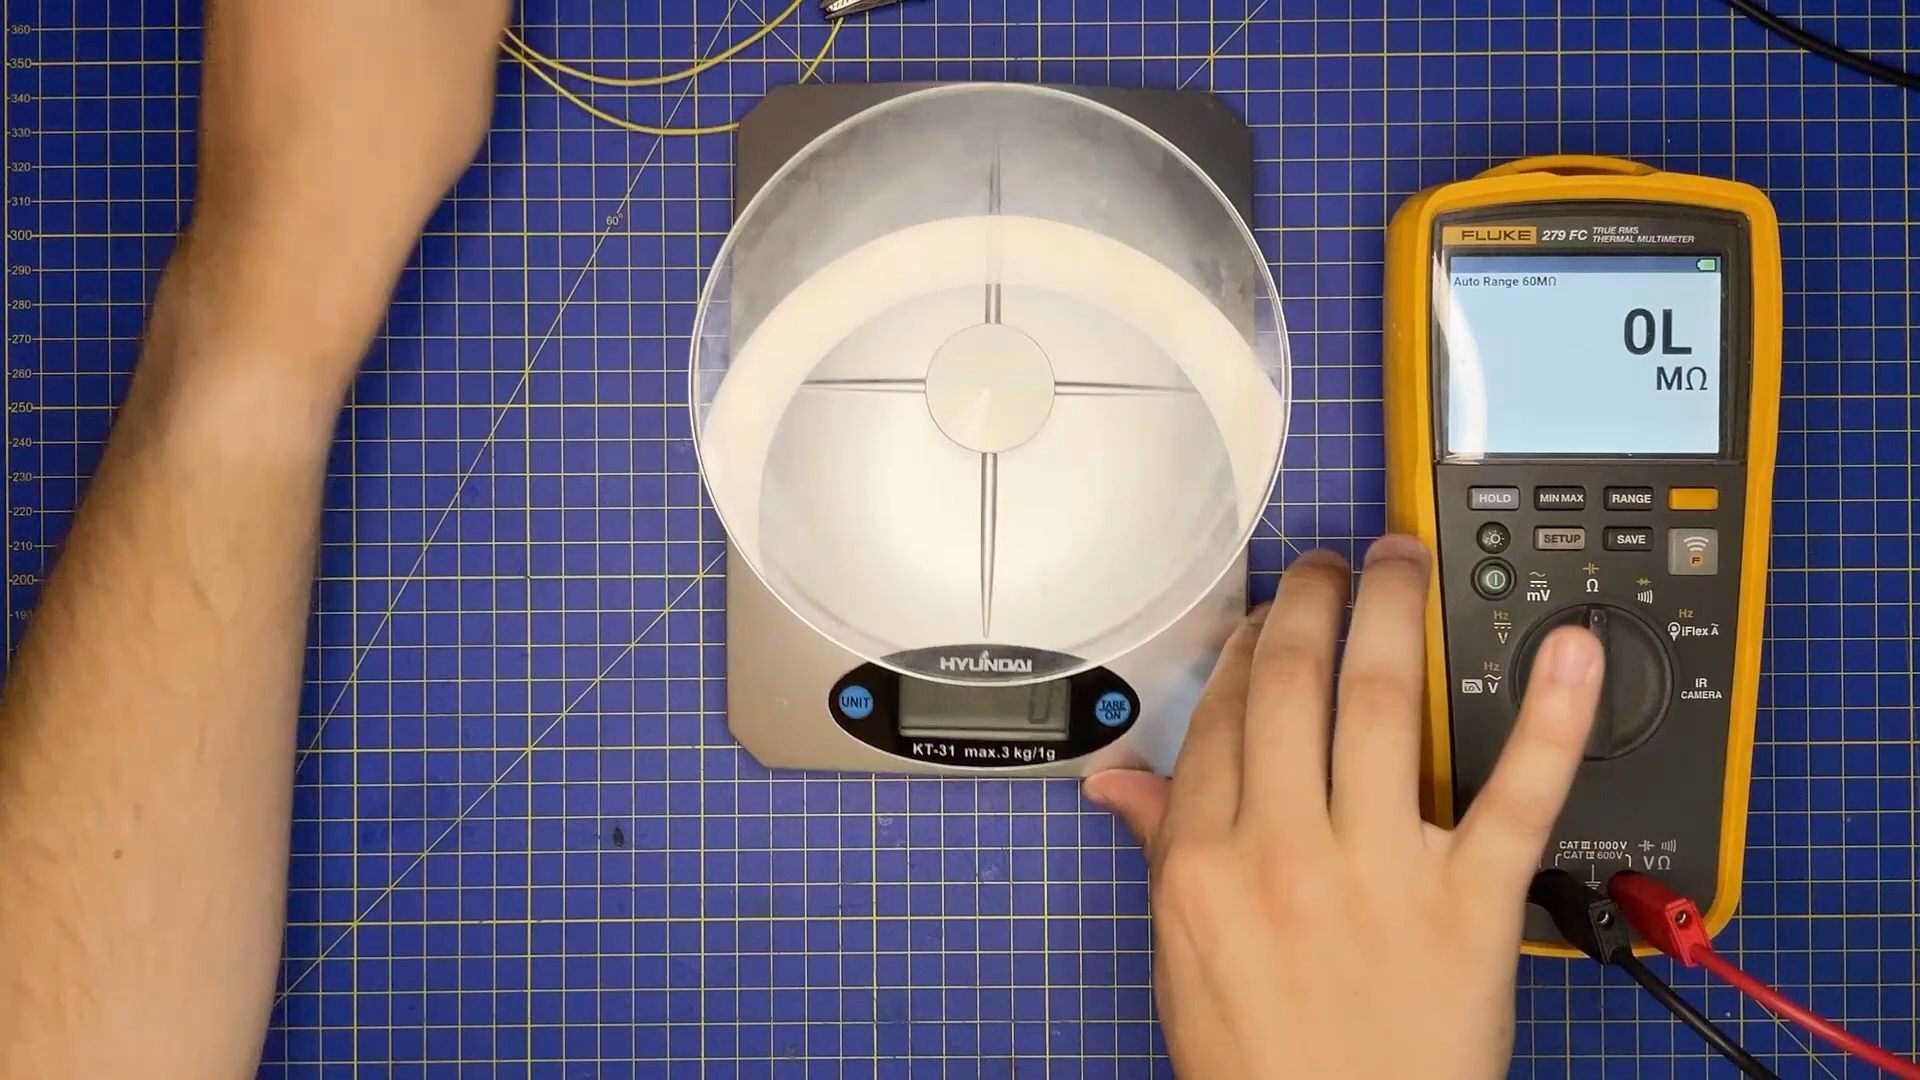 360
350
340
330
320
310
300
290
280
270
260
250
240
230
220
210
200
60°
FLUKE 279 FC TRUE RMS
THERMAL MULTIMETER
Auto Range 60MΩ
0L
MΩ
HOLD
MIN MAX
RANGE
SETUP
SAVE
F
mV
Ω
Hz
V
Hz
iFlex A
Hz
V
IR
CAMERA
HYUNDAI
UNIT
0
TARE
ON
KT-31 max.3 kg/1g
CAT III 1000V
CAT IV 600V
V Ω